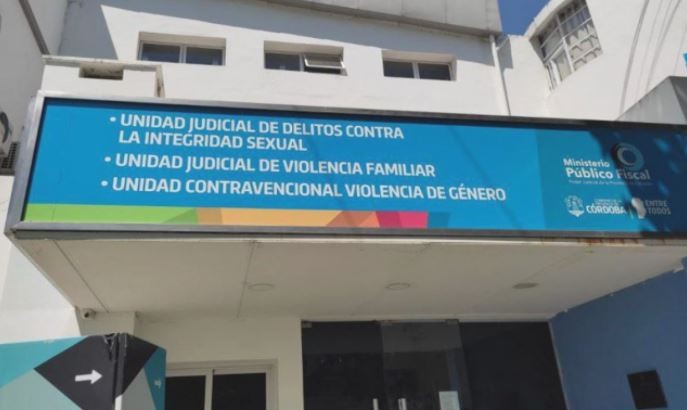 • UNIDAD JUDICIAL DE DELITOS CONTRA
LA INTEGRIDAD SEXUAL
• UNIDAD JUDICIAL DE VIOLENCIA FAMILIAR
• UNIDAD CONTRAVENCIONAL VIOLENCIA DE GÉNERO
Ministerio
Público Fiscal
CÓRDOBA
ENTRE
TODOS